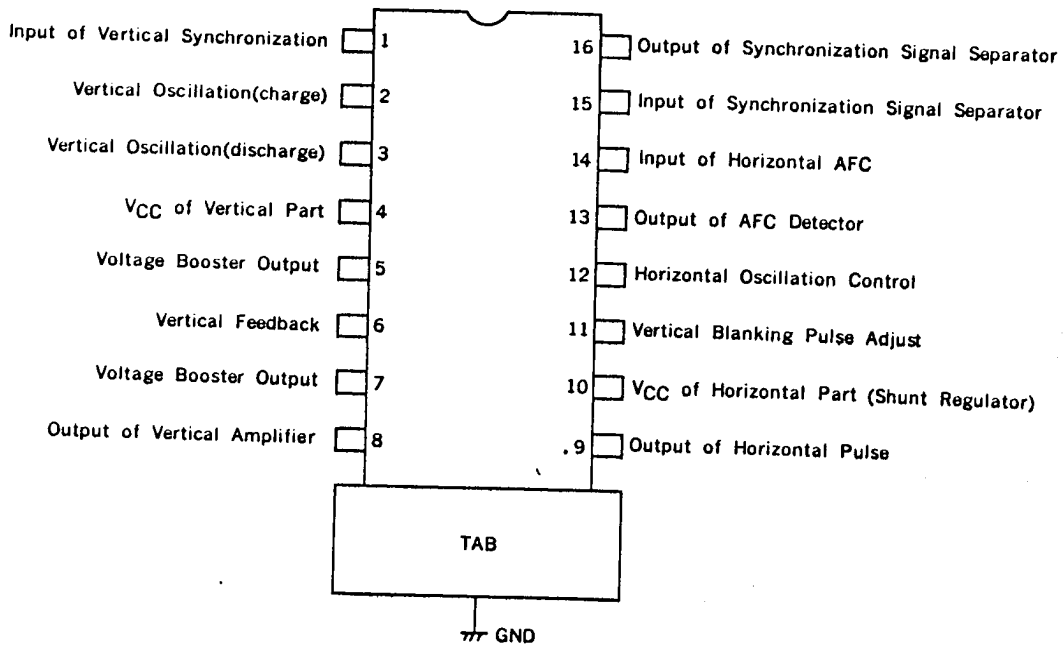 Input of Vertical Synchronization 1
Vertical Oscillation(charge) 2
Vertical Oscillation(discharge) 3
VCC of Vertical Part 4
Voltage Booster Output 5
Vertical Feedback 6
Voltage Booster Output 7
Output of Vertical Amplifier 8
16 Output of Synchronization Signal Separator
15 Input of Synchronization Signal Separator
14 Input of Horizontal AFC
13 Output of AFC Detector
12 Horizontal Oscillation Control
11 Vertical Blanking Pulse Adjust
10 VCC of Horizontal Part (Shunt Regulator)
.9 Output of Horizontal Pulse
TAB
GND